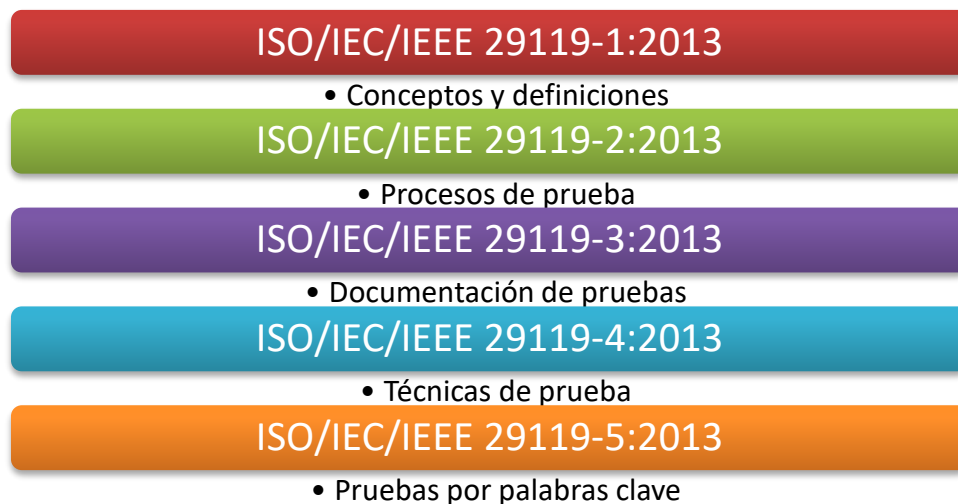 ISO/IEC/IEEE 29119-1:2013
• Conceptos y definiciones
ISO/IEC/IEEE 29119-2:2013
• Procesos de prueba
ISO/IEC/IEEE 29119-3:2013
• Documentación de pruebas
ISO/IEC/IEEE 29119-4:2013
• Técnicas de prueba
ISO/IEC/IEEE 29119-5:2013
• Pruebas por palabras clave